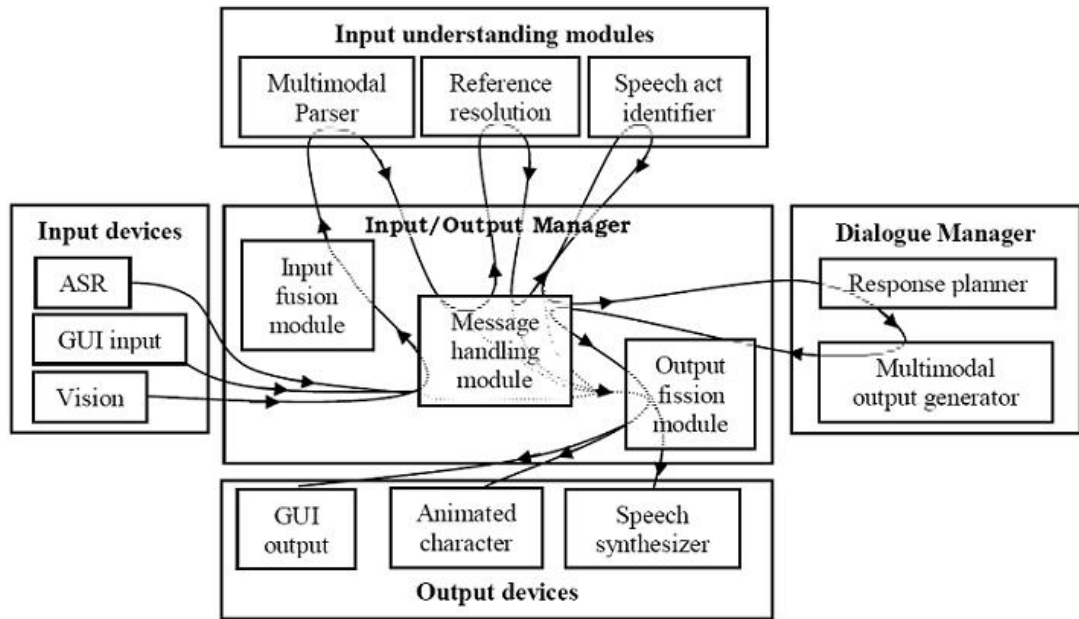 Input understanding modules
Multimodal
Parser
Reference
resolution
Speech act
identifier
Input devices
ASR
GUI input
Vision
Input/Output Manager
Input
fusion
module
Message
handling
module
Output
fission
module
Dialogue Manager
Response planner
Multimodal
output generator
GUI
output
Animated
character
Speech
synthesizer
Output devices